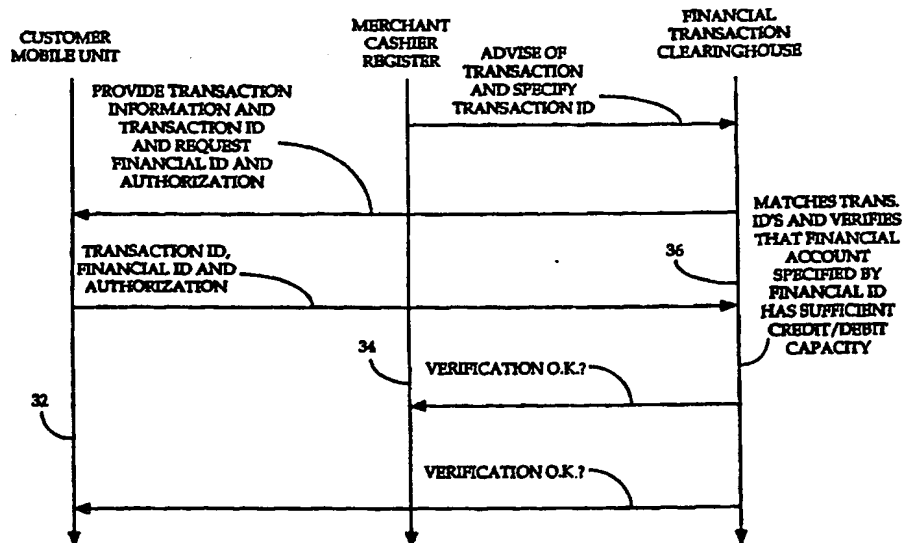 CUSTOMER
MOBILE UNIT
MERCHANT
CASHIER
REGISTER
FINANCIAL
TRANSACTION
CLEARINGHOUSE
ADVISE OF
TRANSACTION
AND SPECIFY
TRANSACTION ID
PROVIDE TRANSACTION
INFORMATION AND
TRANSACTION ID
AND REQUEST
FINANCIAL ID AND
AUTHORIZATION
TRANSACTION ID,
FINANCIAL ID AND
AUTHORIZATION
36
MATCHES TRANS.
ID'S AND VERIFIES
THAT FINANCIAL
ACCOUNT
SPECIFIED BY
FINANCIAL ID
HAS SUFFICIENT
CREDIT/DEBIT
CAPACITY
34
VERIFICATION O.K.?
32
VERIFICATION O.K.?